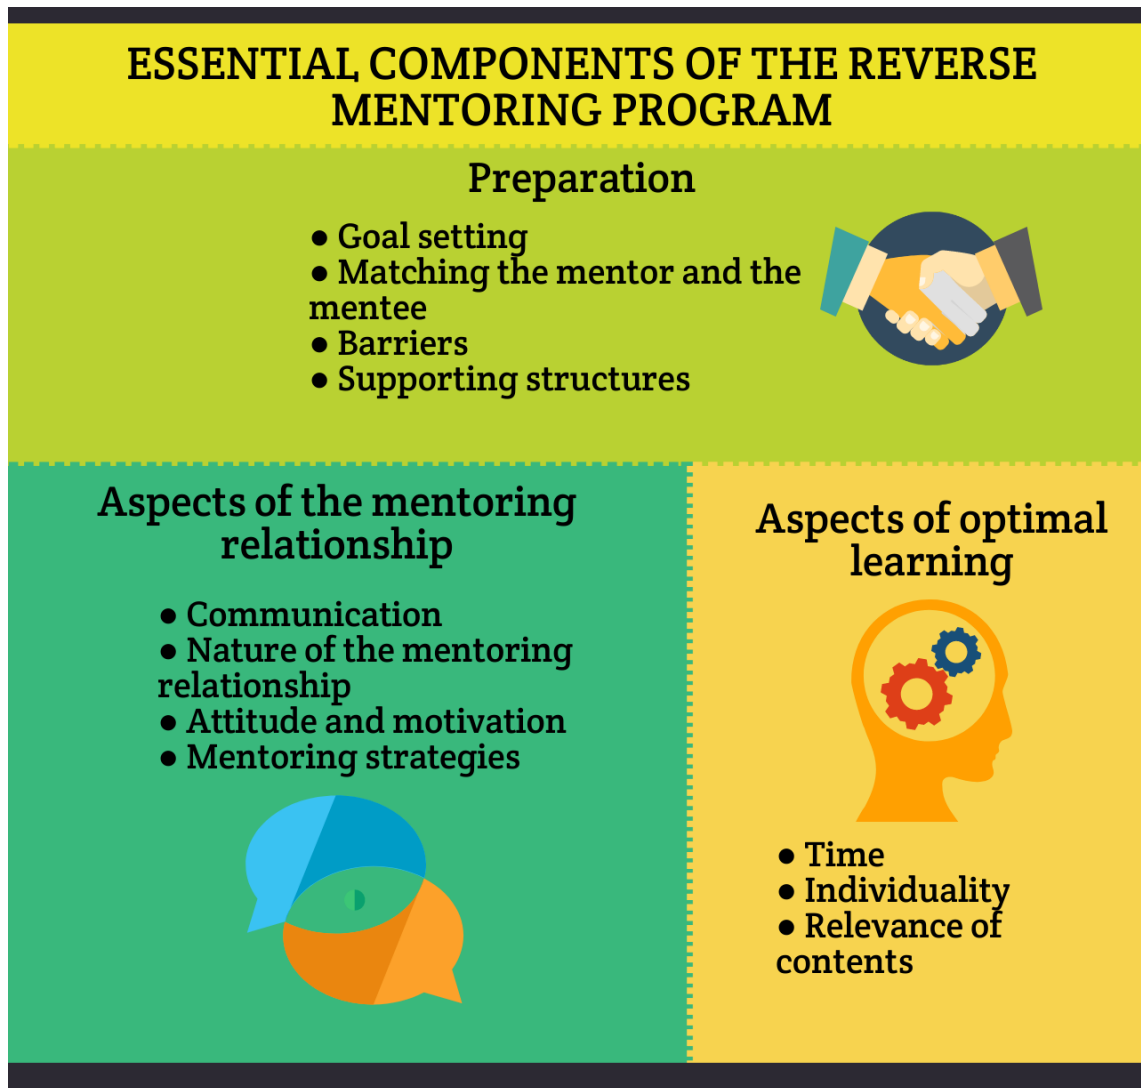 ESSENTIAL COMPONENTS OF THE REVERSE
MENTORING PROGRAM
Preparation
● Goal setting
● Matching the mentor and the
mentee
● Barriers
● Supporting structures
Aspects of the mentoring
relationship
● Communication
● Nature of the mentoring
relationship
● Attitude and motivation
● Mentoring strategies
Aspects of optimal
learning
● Time
● Individuality
● Relevance of
contents